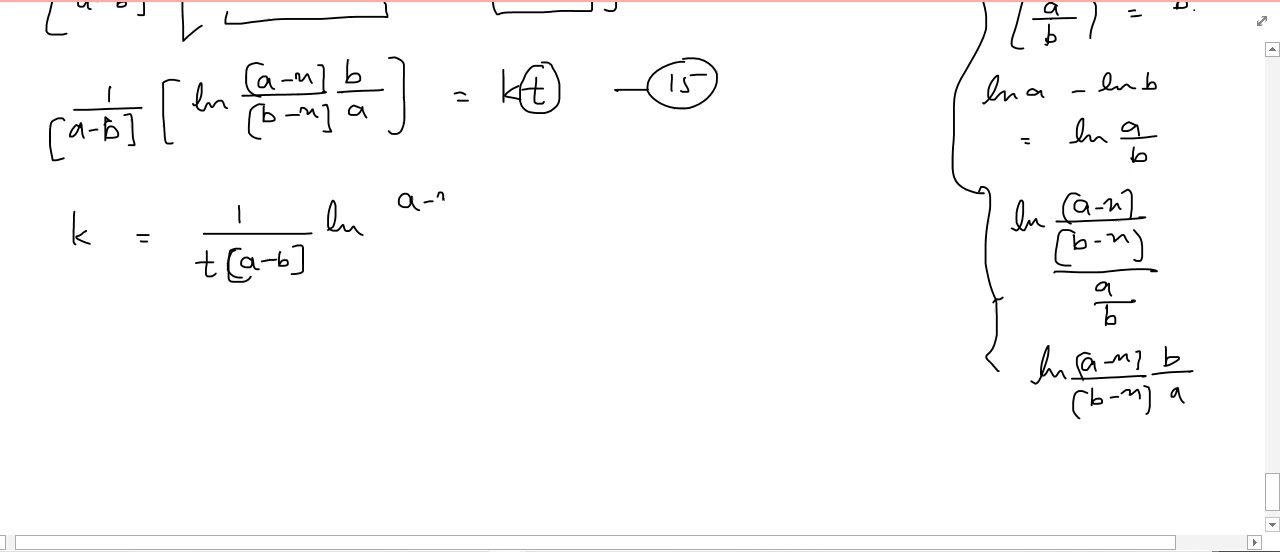 1/[a-b] [ln [a-x]/[b-x] b/a] = kt — 15
k = 1/t[a-b] ln a-x
(a/b) =
ln a - ln b
= ln a/b
ln [a-x]/[b-x] / a/b
ln [a-x]/[b-x] b/a